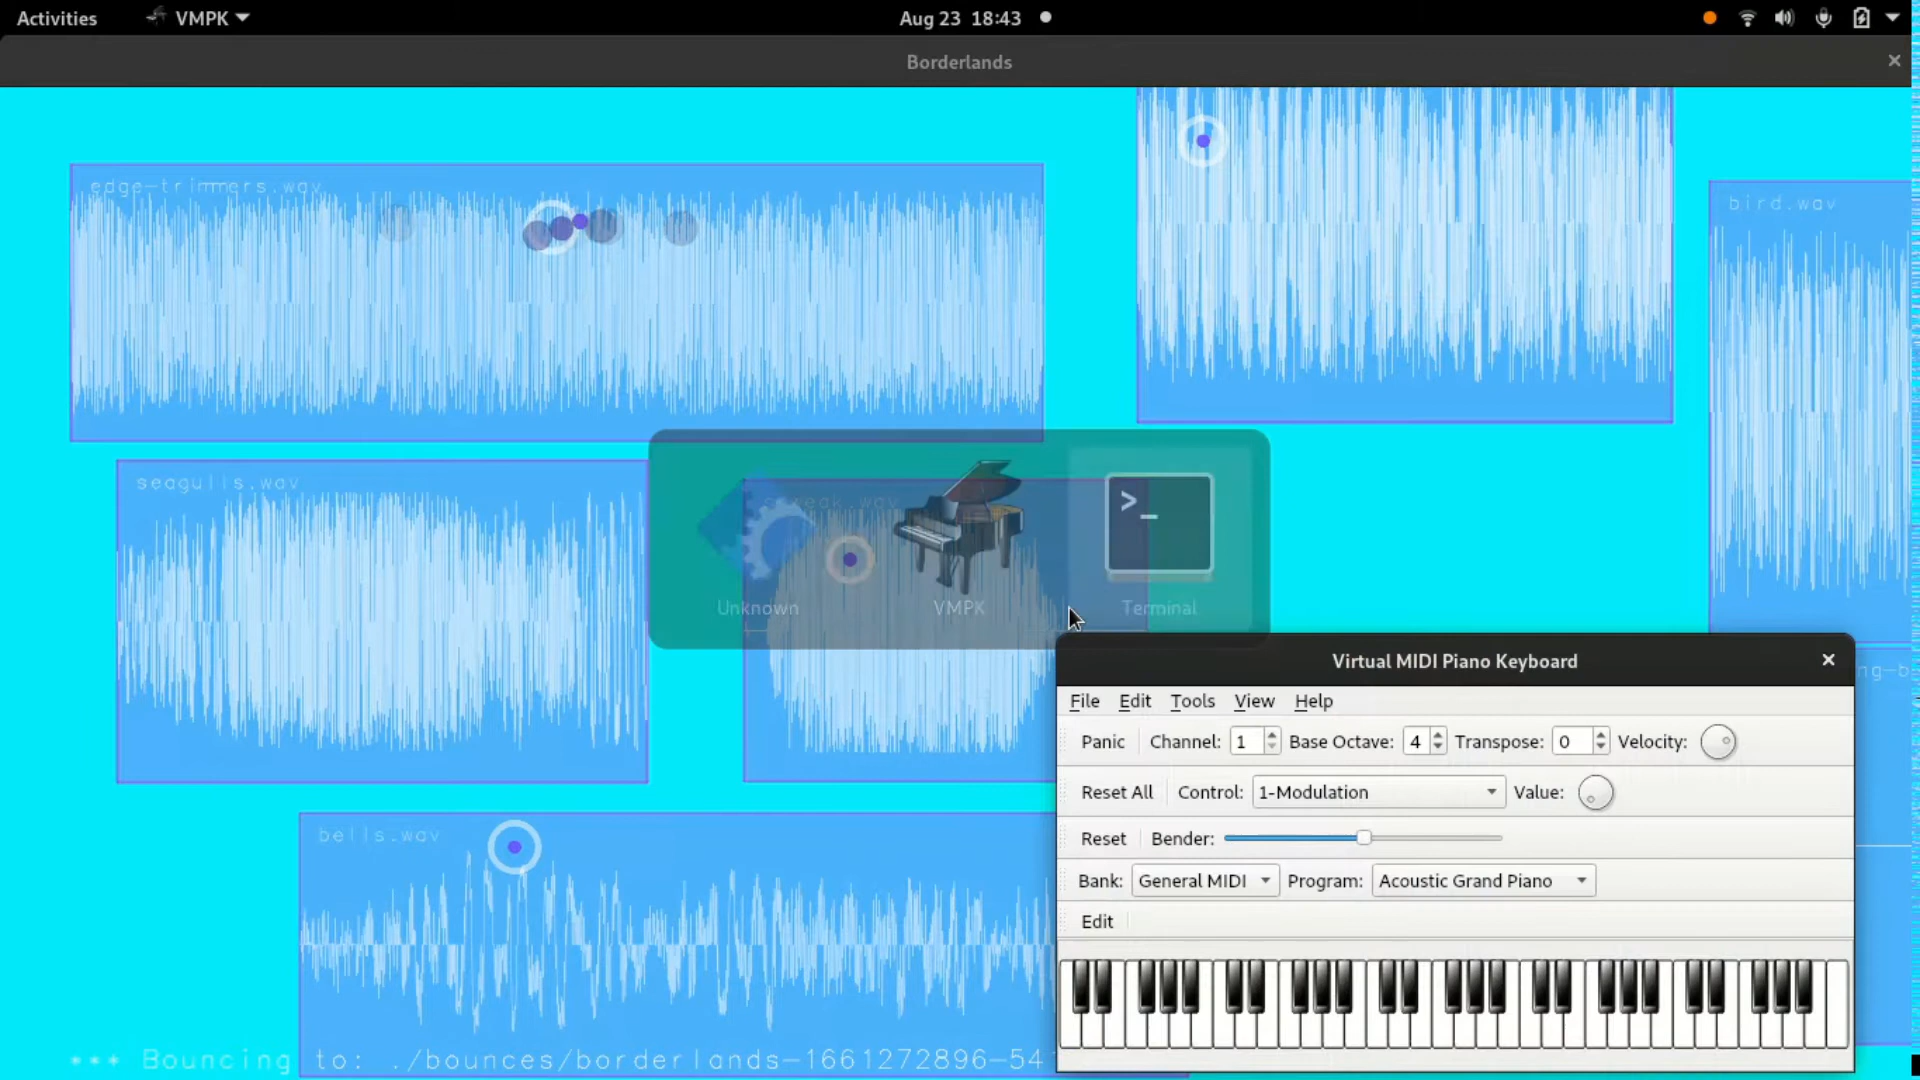 Activities VMPK Aug 23 18:43
Borderlands
edge-trimmers.wav
bird.wav
seagulls.wav
squeak.wav
>_
Unknown VMPK Terminal
Virtual MIDI Piano Keyboard
File Edit Tools View Help
Panic Channel: 1 Base Octave: 4 Transpose: 0 Velocity:
Reset All Control: 1-Modulation Value:
Reset Bender:
bells.wav
Bank: General MIDI Program: Acoustic Grand Piano
Edit
*** Bouncing to: ./bounces/borderlands-1661272896-54